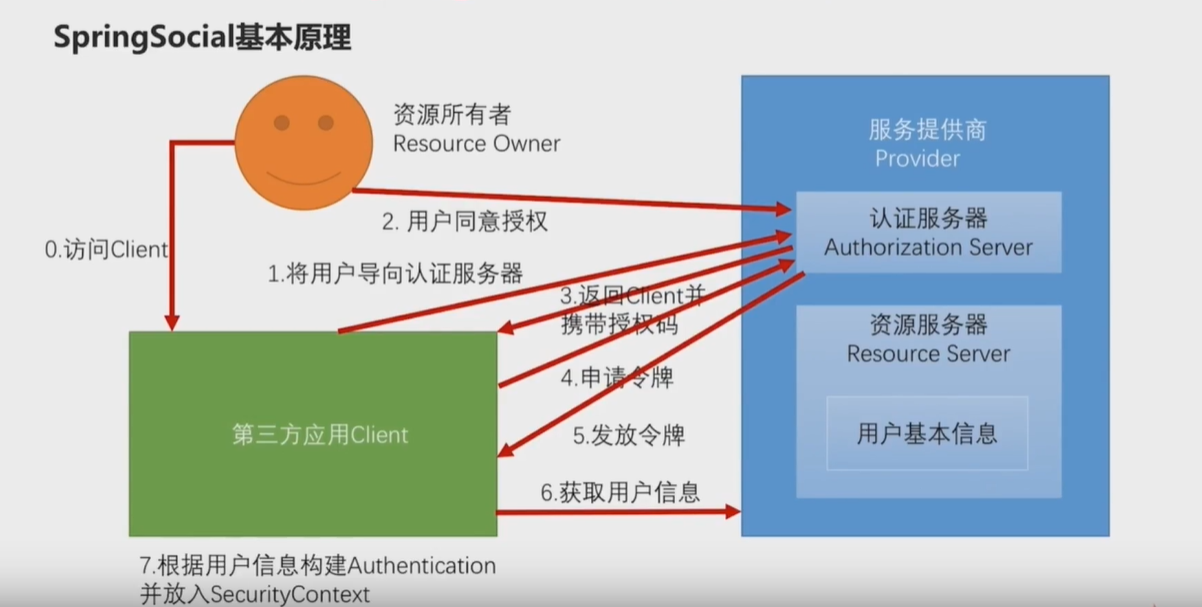 SpringSocial基本原理
资源所有者
Resource Owner
服务提供商
Provider
2. 用户同意授权
认证服务器
Authorization Server
0.访问Client
1.将用户导向认证服务器
3.返回Client并
携带授权码
资源服务器
Resource Server
4.申请令牌
第三方应用Client
5.发放令牌
用户基本信息
6.获取用户信息
7.根据用户信息构建Authentication
并放入SecurityContext